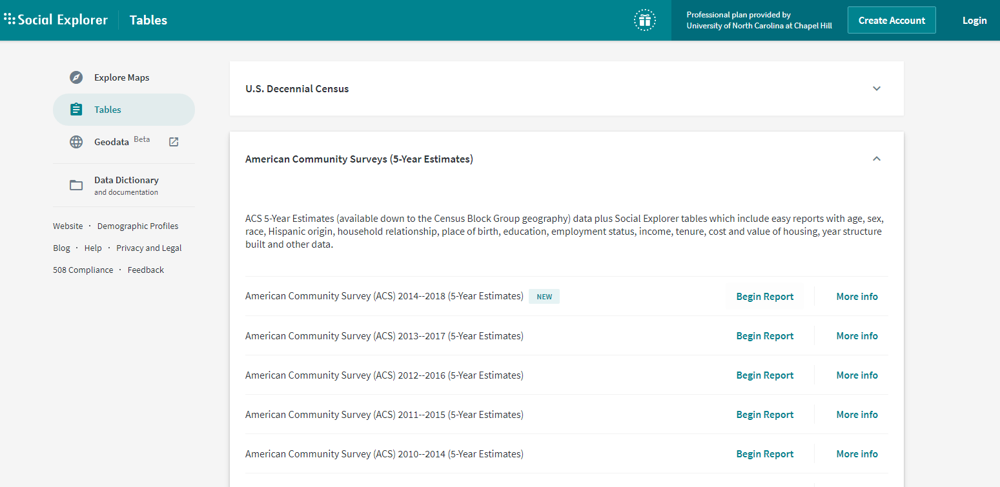 Social Explorer
Tables
Professional plan provided by
University of North Carolina at Chapel Hill
Create Account
Login
Explore Maps
Tables
Geodata Beta
Data Dictionary
and documentation
Website · Demographic Profiles
Blog · Help · Privacy and Legal
508 Compliance · Feedback
U.S. Decennial Census
American Community Surveys (5-Year Estimates)
ACS 5-Year Estimates (available down to the Census Block Group geography) data plus Social Explorer tables which include easy reports with age, sex,
race, Hispanic origin, household relationship, place of birth, education, employment status, income, tenure, cost and value of housing, year structure
built and other data.
American Community Survey (ACS) 2014--2018 (5-Year Estimates) NEW Begin Report More info
American Community Survey (ACS) 2013--2017 (5-Year Estimates) Begin Report More info
American Community Survey (ACS) 2012--2016 (5-Year Estimates) Begin Report More info
American Community Survey (ACS) 2011--2015 (5-Year Estimates) Begin Report More info
American Community Survey (ACS) 2010--2014 (5-Year Estimates) Begin Report More info